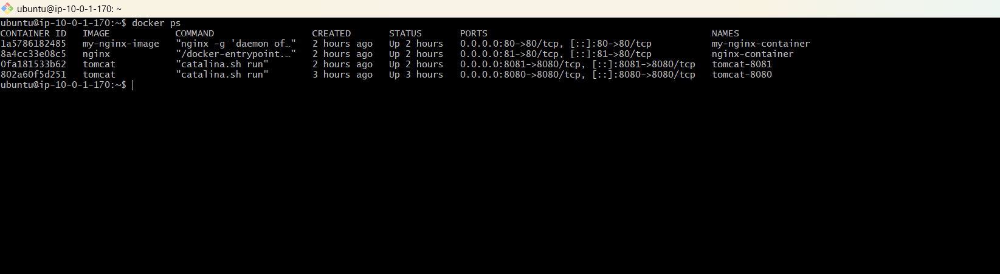 ubuntu@ip-10-0-1-170: ~
ubuntu@ip-10-0-1-170:~$ docker ps
CONTAINER ID   IMAGE            COMMAND                  CREATED       STATUS       PORTS                                         NAMES
1a5786182485   my-nginx-image   "nginx -g 'daemon of…"   2 hours ago   Up 2 hours   0.0.0.0:80->80/tcp, [::]:80->80/tcp           my-nginx-container
8a4cc33e08c5   nginx            "/docker-entrypoint.…"   2 hours ago   Up 2 hours   0.0.0.0:81->80/tcp, [::]:81->80/tcp           nginx-container
0fa181533b62   tomcat           "catalina.sh run"        2 hours ago   Up 2 hours   0.0.0.0:8081->8080/tcp, [::]:8081->8080/tcp   tomcat-8081
802a60f5d251   tomcat           "catalina.sh run"        3 hours ago   Up 3 hours   0.0.0.0:8080->8080/tcp, [::]:8080->8080/tcp   tomcat-8080
ubuntu@ip-10-0-1-170:~$